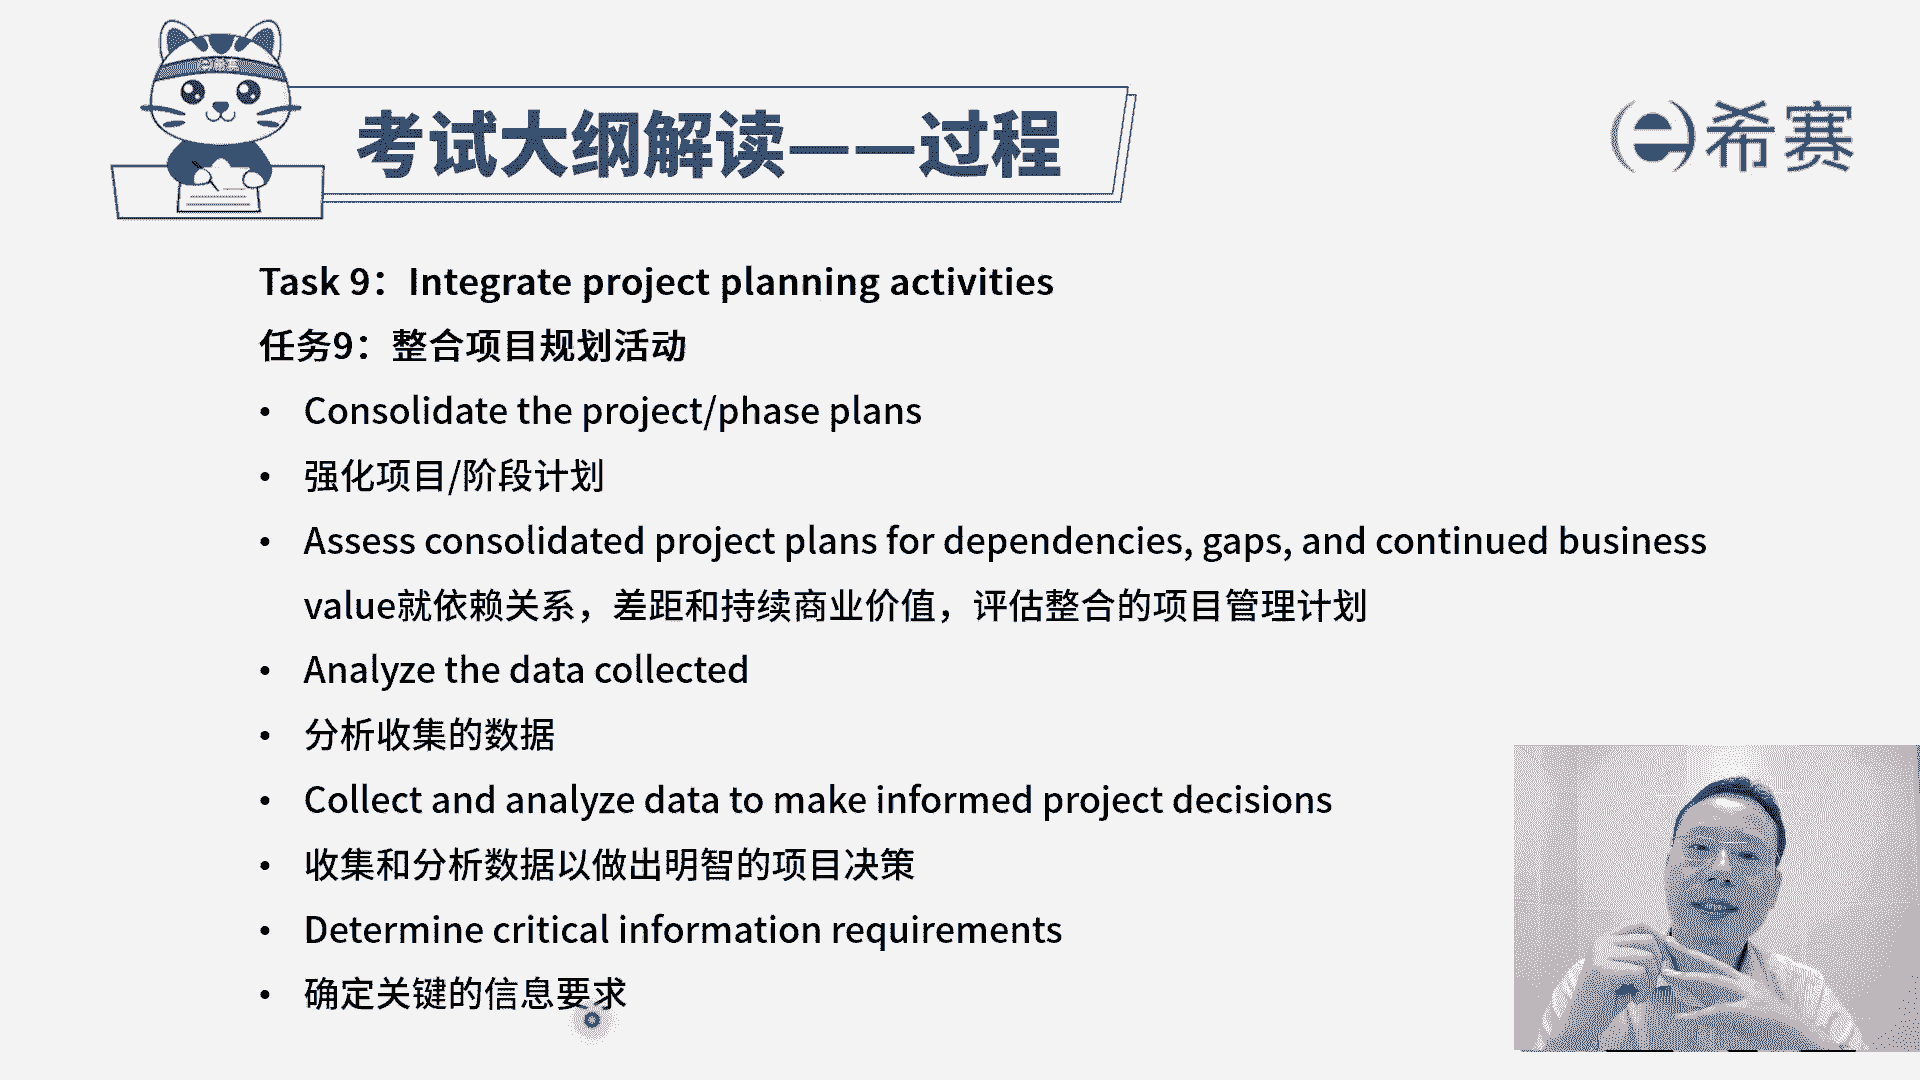 考试大纲解读——过程
希赛
Task 9：Integrate project planning activities
任务9：整合项目规划活动
• Consolidate the project/phase plans
• 强化项目/阶段计划
• Assess consolidated project plans for dependencies, gaps, and continued business
value就依赖关系，差距和持续商业价值，评估整合的项目管理计划
• Analyze the data collected
• 分析收集的数据
• Collect and analyze data to make informed project decisions
• 收集和分析数据以做出明智的项目决策
• Determine critical information requirements
• 确定关键的信息要求